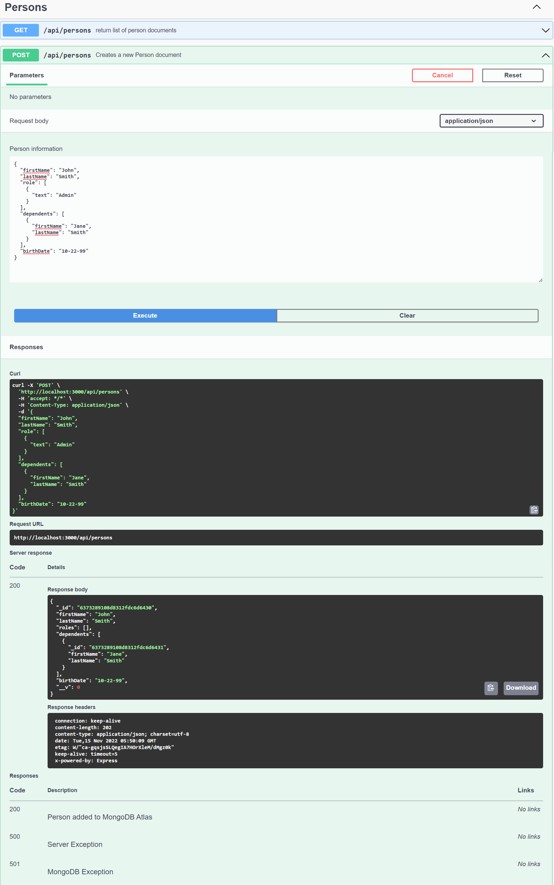 Persons
GET /api/persons return list of person documents
POST /api/persons Creates a new Person document
Parameters Cancel Reset
No parameters
Request body application/json
Person information
{
  "firstName": "John",
  "lastName": "Smith",
  "role": [
    {
      "text": "Admin"
    }
  ],
  "dependents": [
    {
      "firstName": "Jane",
      "lastName": "Smith"
    }
  ],
  "birthDate": "10-22-99"
}
Execute Clear
Responses
Curl
curl -X 'POST' \
  'http://localhost:3000/api/persons' \
  -H 'accept: */*' \
  -H 'Content-Type: application/json' \
  -d '{
  "firstName": "John",
  "lastName": "Smith",
  "role": [
    {
      "text": "Admin"
    }
  ],
  "dependents": [
    {
      "firstName": "Jane",
      "lastName": "Smith"
    }
  ],
  "birthDate": "10-22-99"
}'
Request URL
http://localhost:3000/api/persons
Server response
Code Details
200
Response body
{
  "_id":
  "firstName": "John",
  "lastName": "Smith",
  "roles": [],
  "dependents": [
    {
      "_id":
      "firstName": "Jane",
      "lastName": "Smith"
    }
  ],
  "birthDate": "10-22-99",
  "__v": 0
}
Download
Response headers
connection: keep-alive
content-length: 202
content-type: application/json; charset=utf-8
date: Tue,15 Nov 2022 05:50:09 GMT
etag:
keep-alive: timeout=5
x-powered-by: Express
Responses
Code Description Links
200 Person added to MongoDB Atlas No links
500 Server Exception No links
501 MongoDB Exception No links